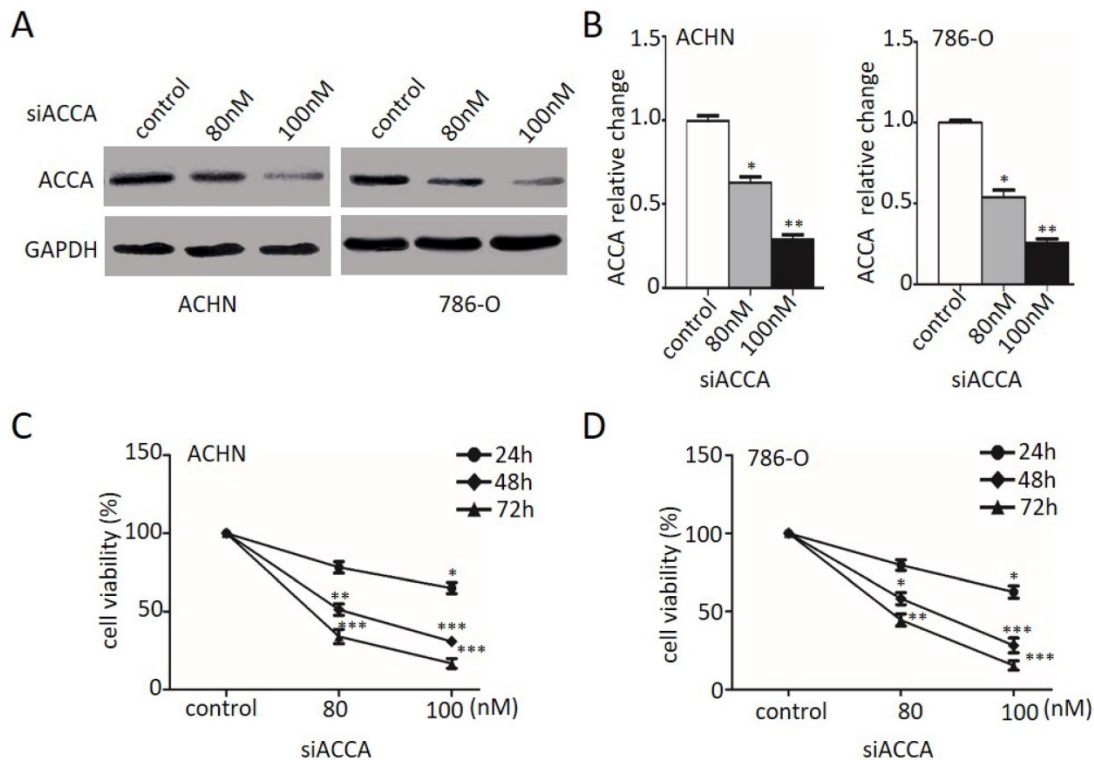 A
siACCA
control
80nM
100nM
control
80nM
100nM
ACCA
GAPDH
ACHN
786-O
B
ACHN
ACCA relative change
1.5
1.0
0.5
0
*
**
control
80nM
100nM
siACCA
786-O
ACCA relative change
1.5
1.0
0.5
0
*
**
control
80nM
100nM
siACCA
C
ACHN
24h
48h
72h
cell viability (%)
150
100
50
0
*
**
***
***
***
control
80
100 (nM)
siACCA
D
786-O
24h
48h
72h
cell viability (%)
150
100
50
0
*
*
**
***
***
control
80
100 (nM)
siACCA